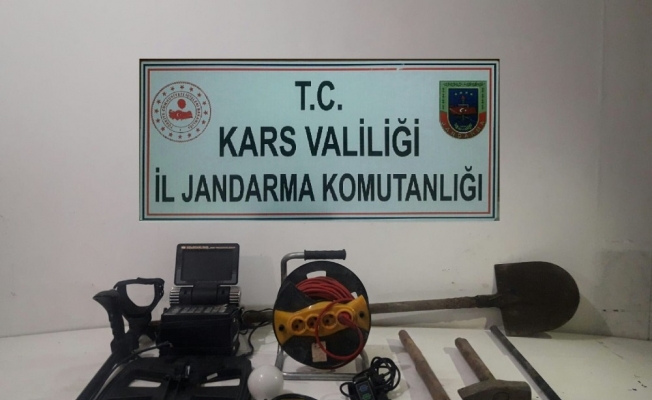 T.C.
KARS VALİLİĞİ
İL JANDARMA KOMUTANLIĞI